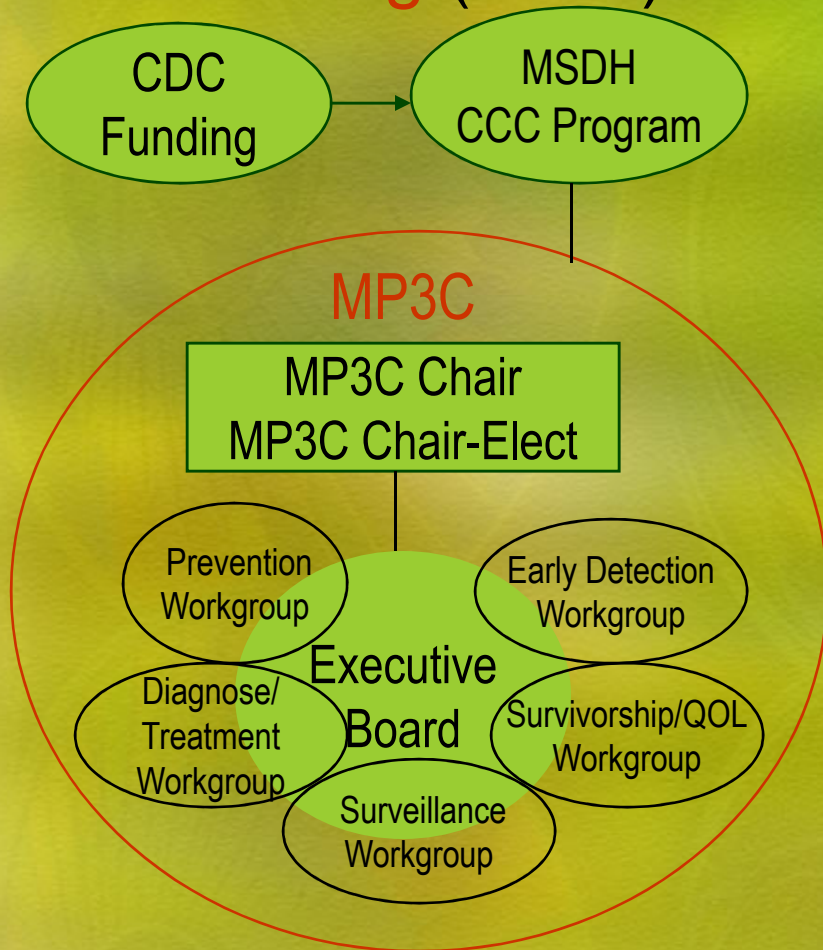 CDC
Funding
MSDH
CCC Program
MP3C
MP3C Chair
MP3C Chair-Elect
Prevention
Workgroup
Early Detection
Workgroup
Executive
Board
Diagnose/
Treatment
Workgroup
Survivorship/QOL
Workgroup
Surveillance
Workgroup